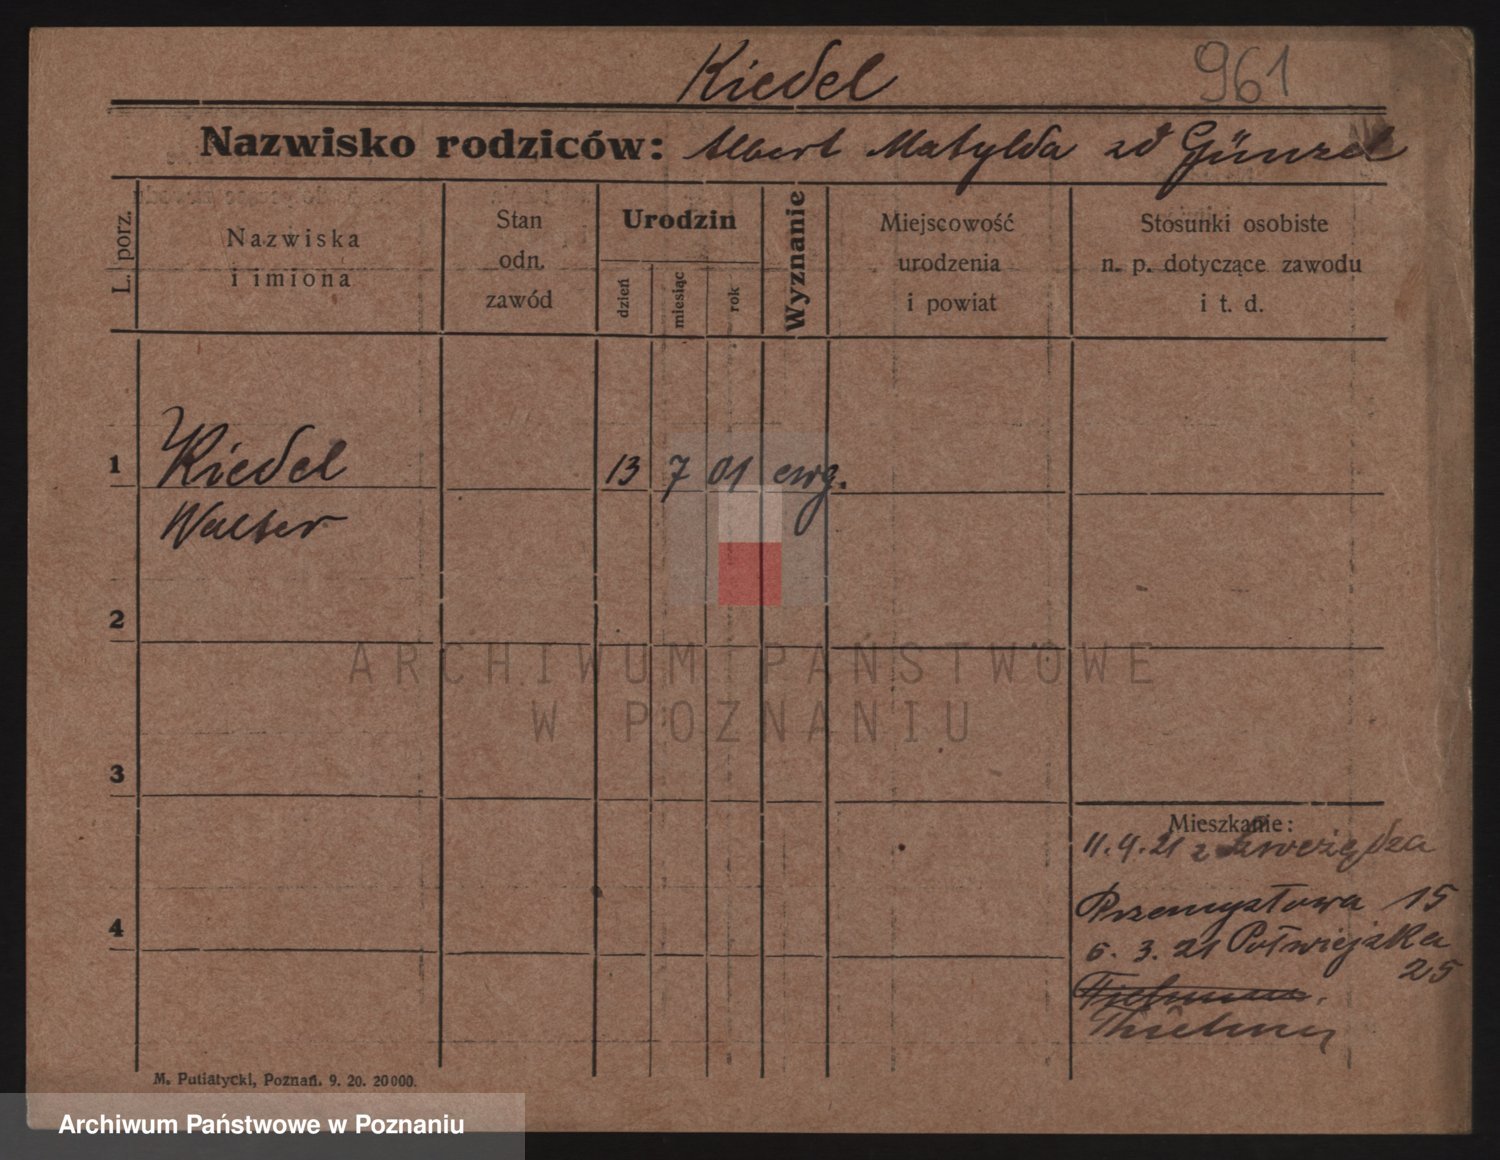 Kiedel 961
Nazwisko rodziców: Albert Matylda zd Günzel
L. porz.
Nazwiska
i imiona
Stan
odn.
zawód
Urodzin
dzień
miesiąc
rok
Wyznanie
Miejscowość
urodzenia
i powiat
Stosunki osobiste
n. p. dotyczące zawodu
i t. d.
1 Kiedel 13 7 01 ewg.
Walter
2
3
4
ARCHIWUM PAŃSTWOWE
W POZNANIU
Mieszkanie:
11.4.21 z Swarzędza
Przemysłowa 15
6. 3. 21 Półwiejska
25
M. Putiatycki, Poznań. 9. 20. 20000.
Archiwum Państwowe w Poznaniu